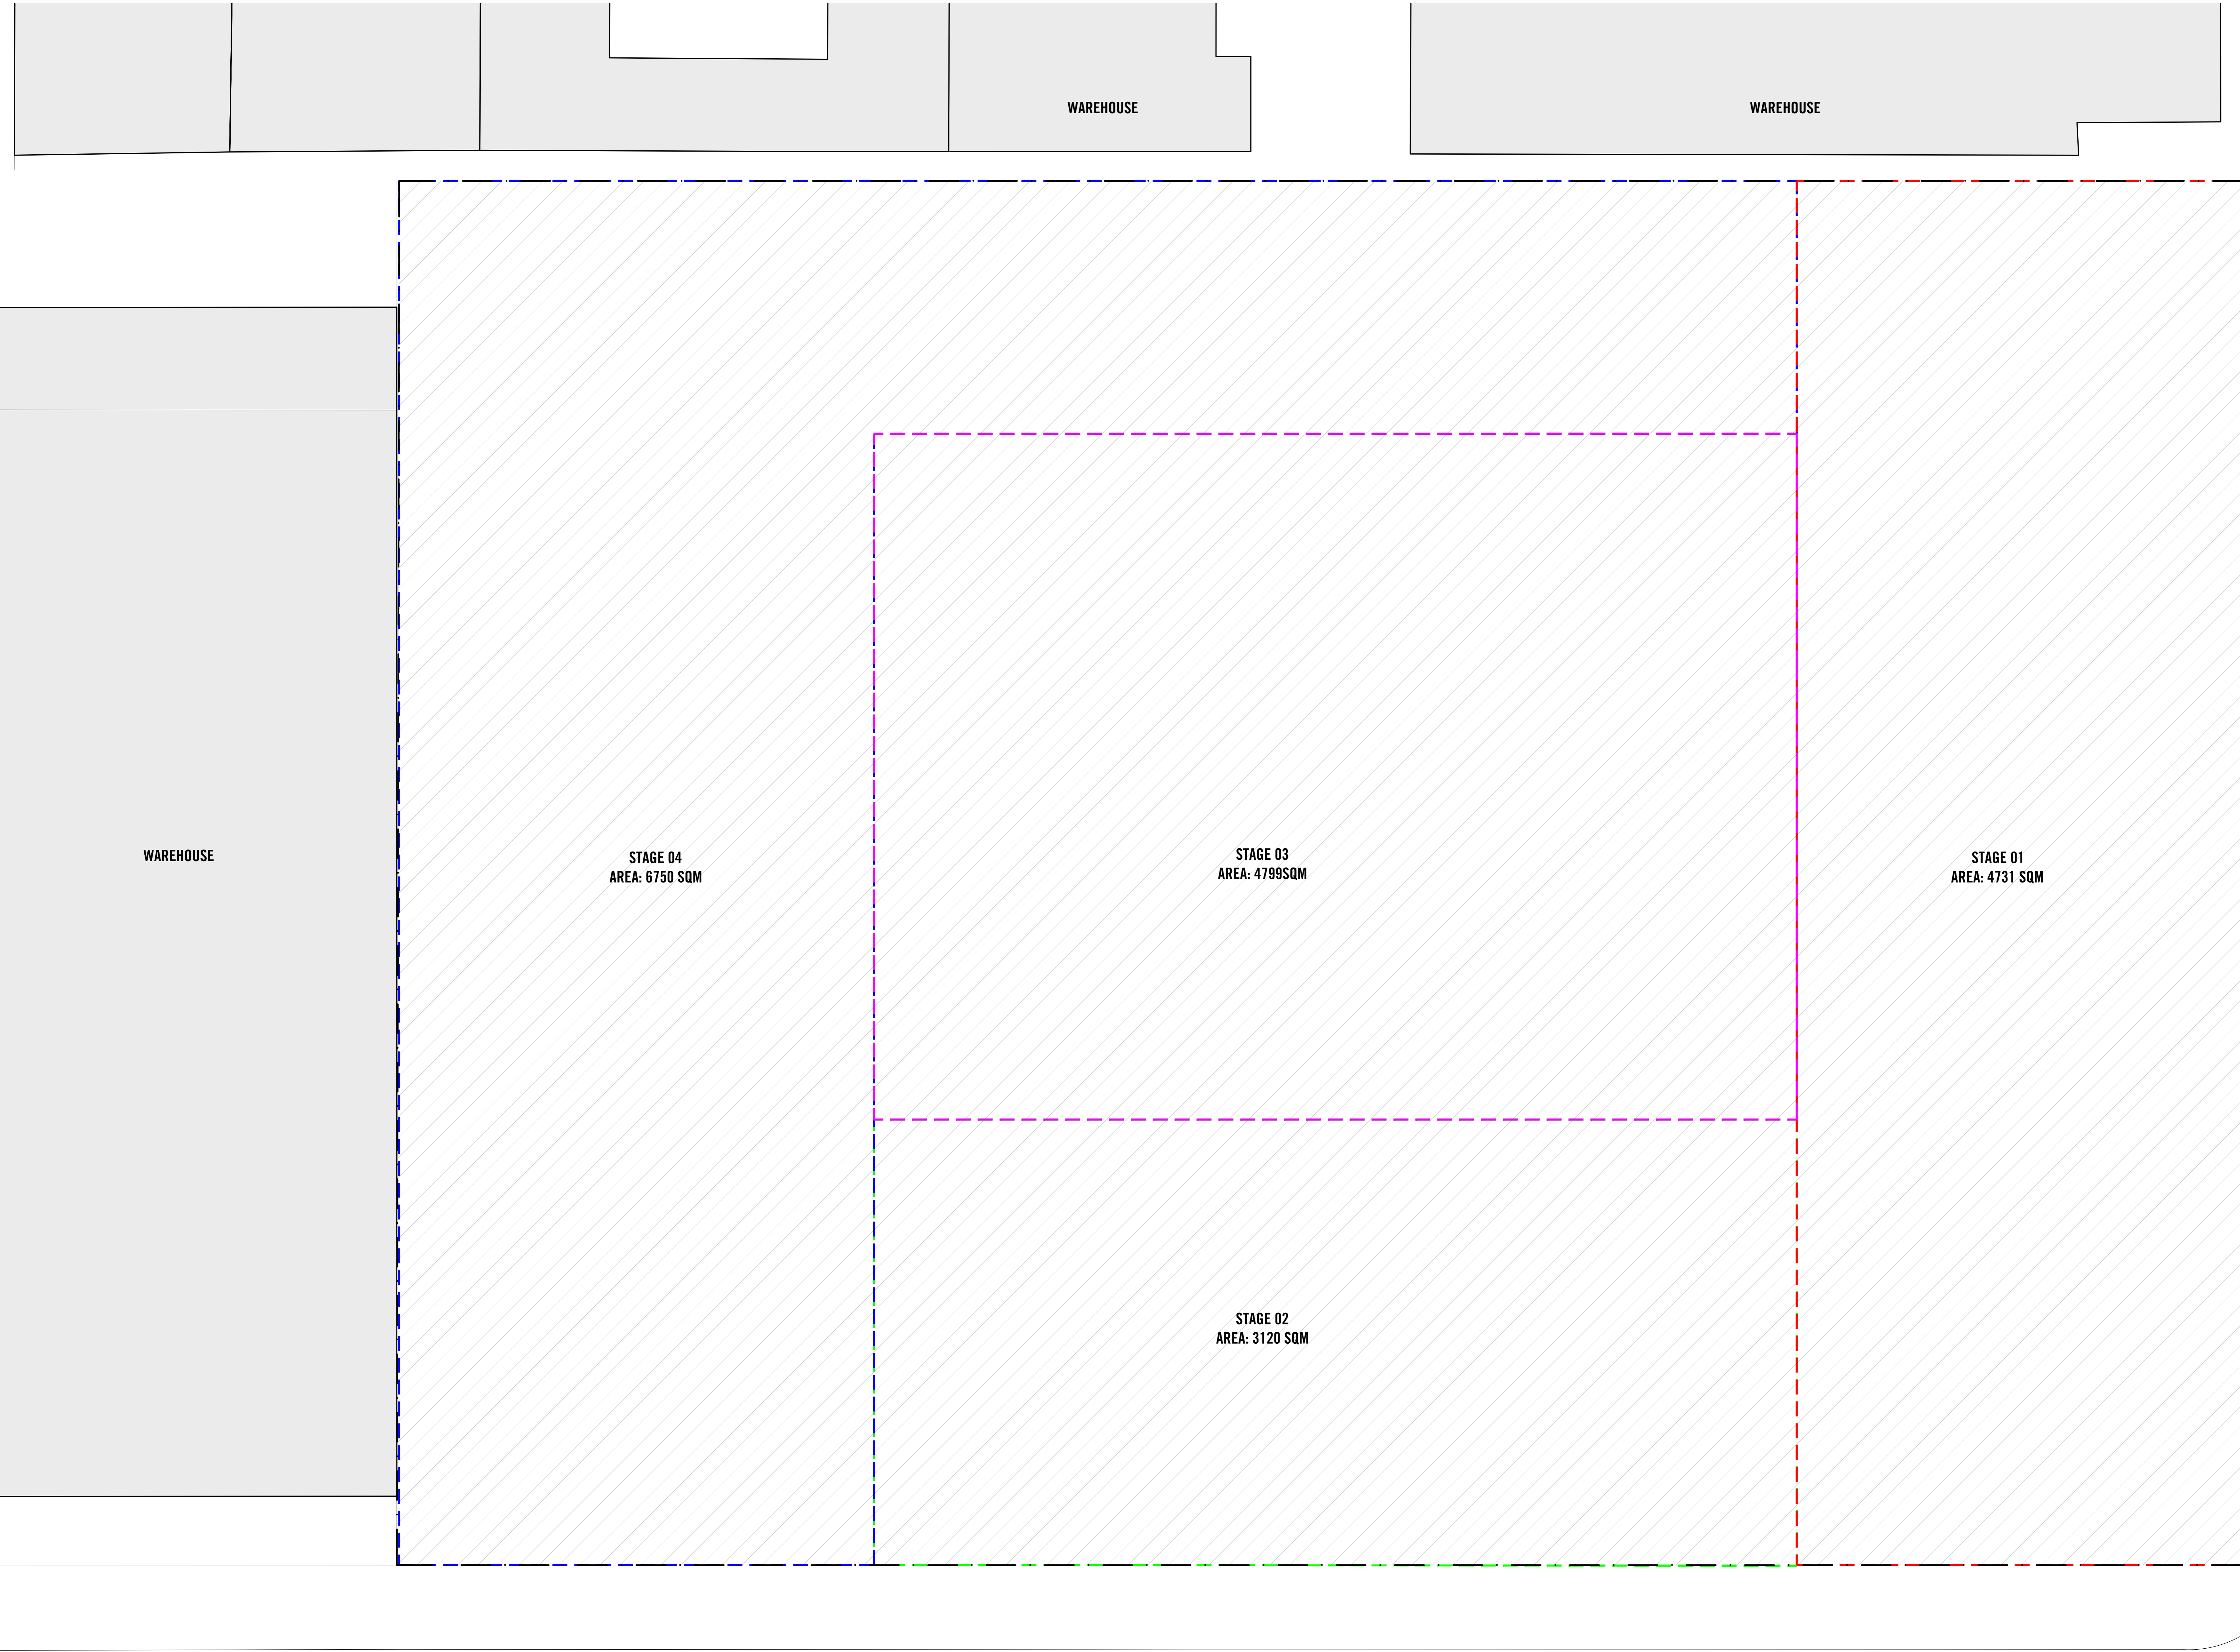 WAREHOUSE
WAREHOUSE
WAREHOUSE
STAGE 04
AREA: 6750 SQM
STAGE 03
AREA: 4799SQM
STAGE 01
AREA: 4731 SQM
STAGE 02
AREA: 3120 SQM